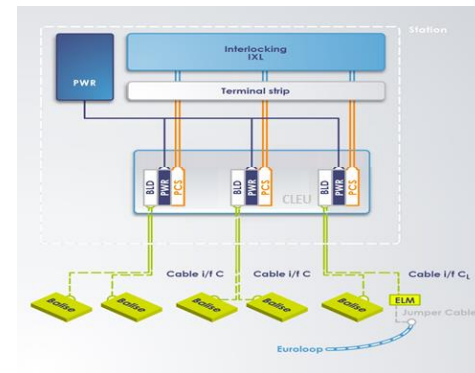 Station
Interlocking
IXL
PWR
Terminal strip
BLD
PWR
PCS
BLD
PWR
PCS
BLD
PWR
PCS
CLEU
Cable i/f C
Cable i/f C
Cable i/f CL
Balise
Balise
Balise
Balise
Balise
ELM
Jumper Cable
Euroloop